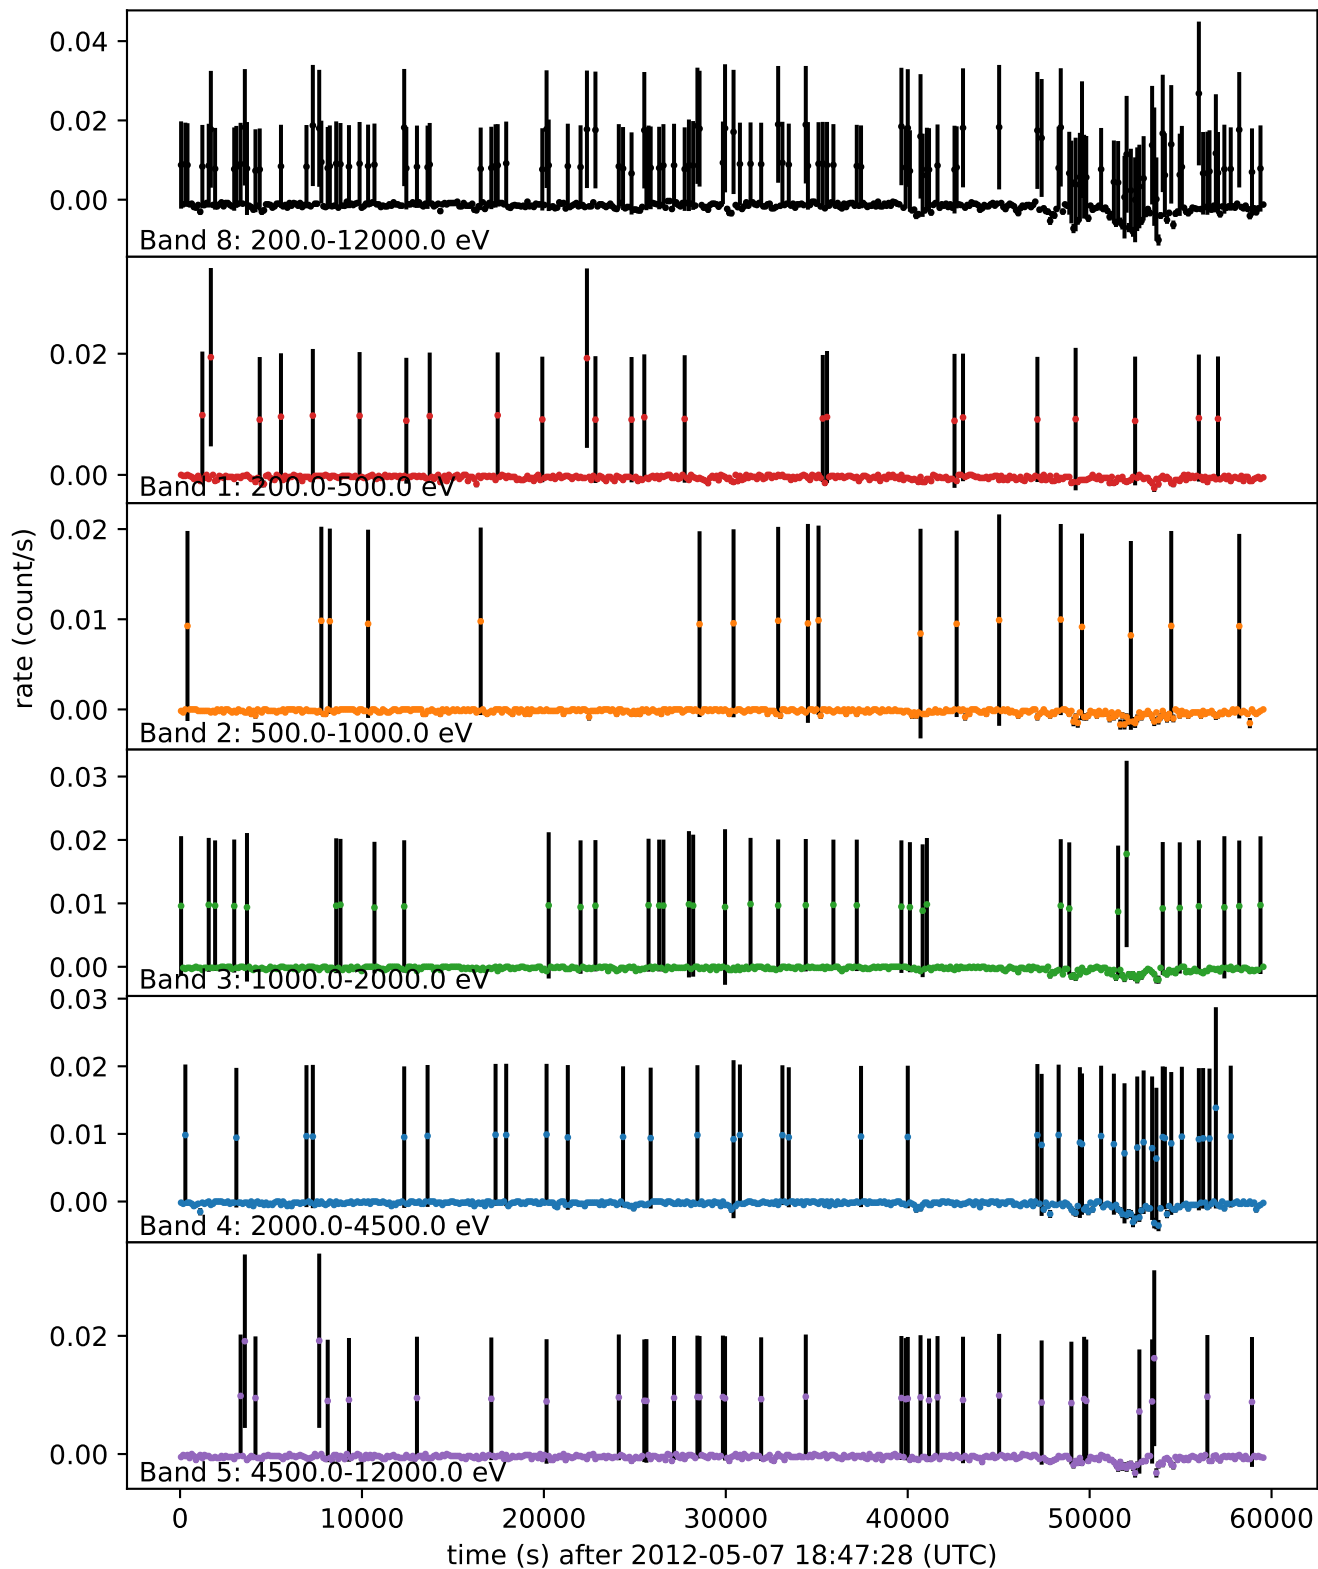 0.04
0.02
0.00
Band 8: 200.0-12000.0 eV
0.02
0.00
Band 1: 200.0-500.0 eV
0.02
0.01
0.00
Band 2: 500.0-1000.0 eV
rate (count/s)
0.03
0.02
0.01
0.00
Band 3: 1000.0-2000.0 eV
0.03
0.02
0.01
0.00
Band 4: 2000.0-4500.0 eV
0.02
0.00
Band 5: 4500.0-12000.0 eV
0 10000 20000 30000 40000 50000 60000
time (s) after 2012-05-07 18:47:28 (UTC)